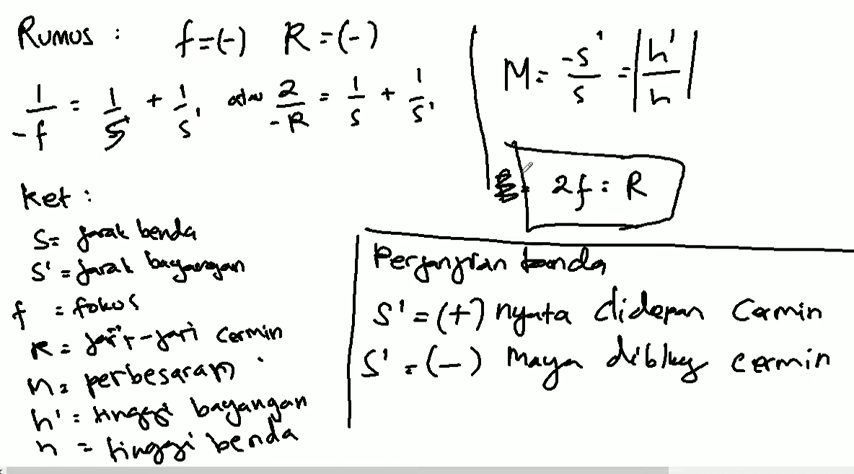 Rumus : f = (-) R = (-)
1/-f = 1/s + 1/s' atau 2/-R = 1/s + 1/s'
M = -s'/s = |h'/h|
2f = R
ket :
S = jarak benda
S' = jarak bayangan
f = fokus
R = jari-jari cermin
M = perbesaran
h' = tinggi bayangan
h = tinggi benda
Perjanjian tanda
S' = (+) nyata didepan Cermin
S' = (-) Maya diblkg cermin